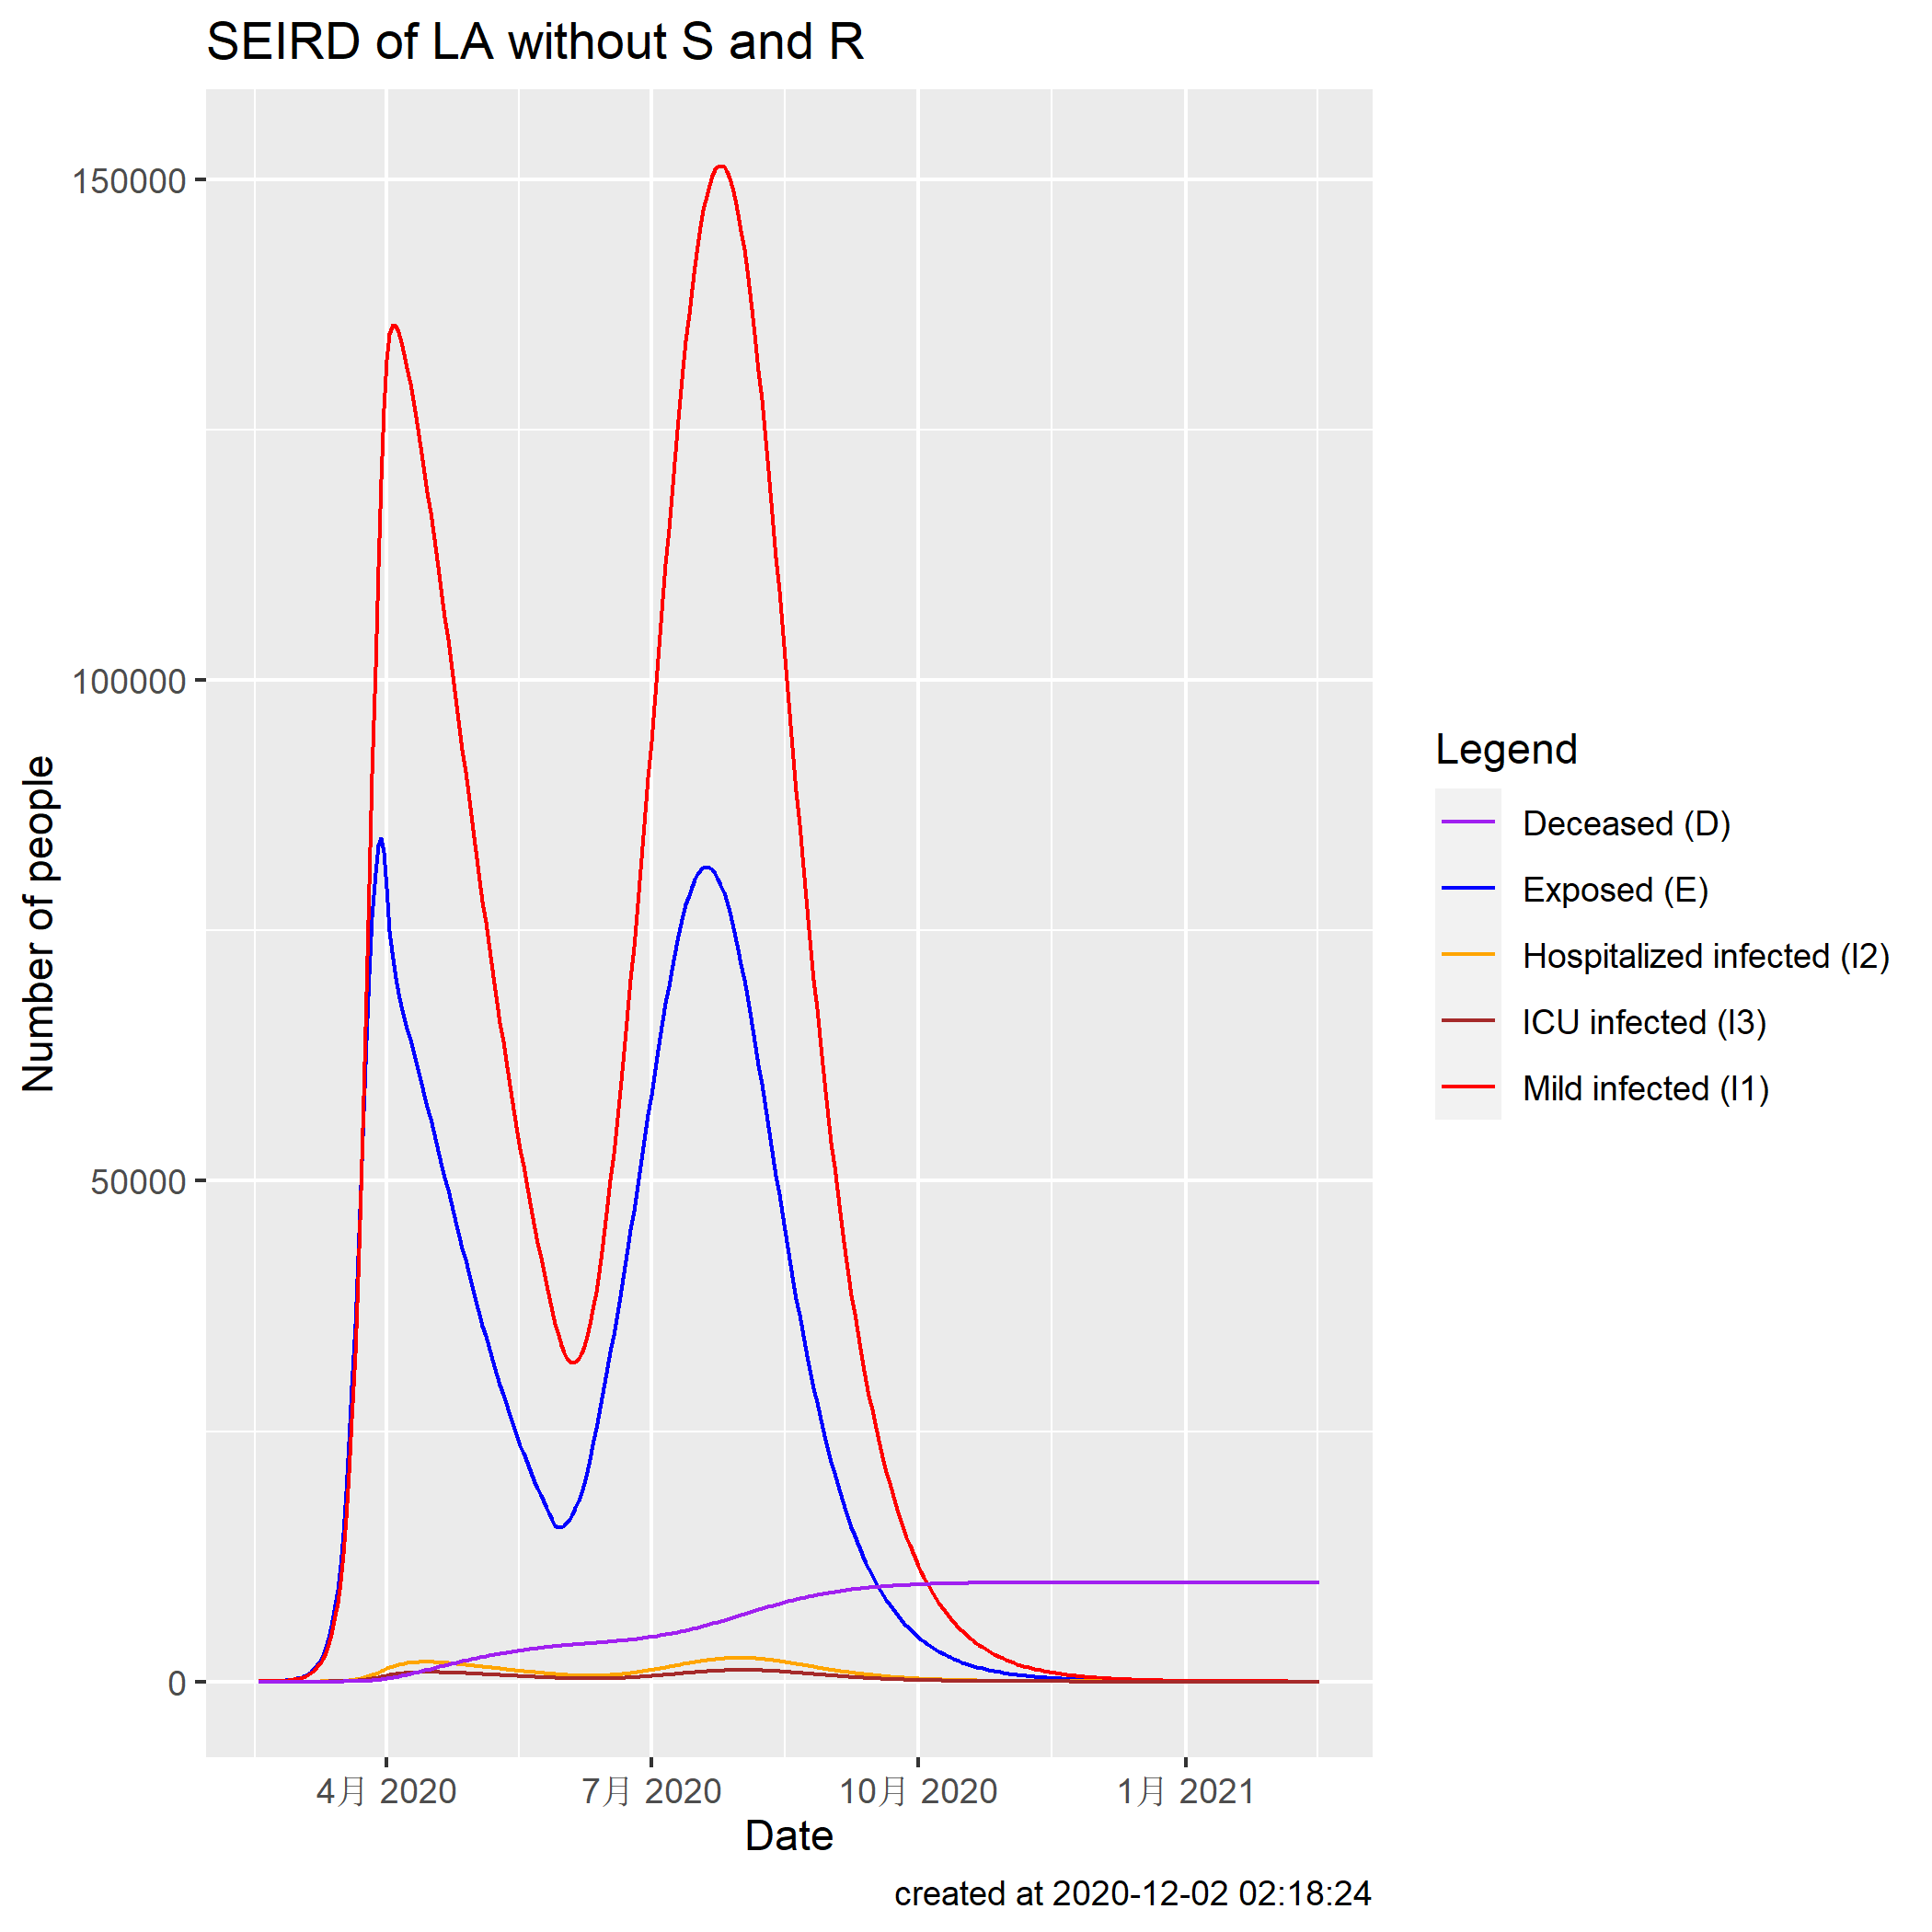 SEIRD of LA without S and R
150000
100000
50000
0
Number of people
4月 2020
7月 2020
10月 2020
1月 2021
Date
Legend
Deceased (D)
Exposed (E)
Hospitalized infected (I2)
ICU infected (I3)
Mild infected (I1)
created at 2020-12-02 02:18:24